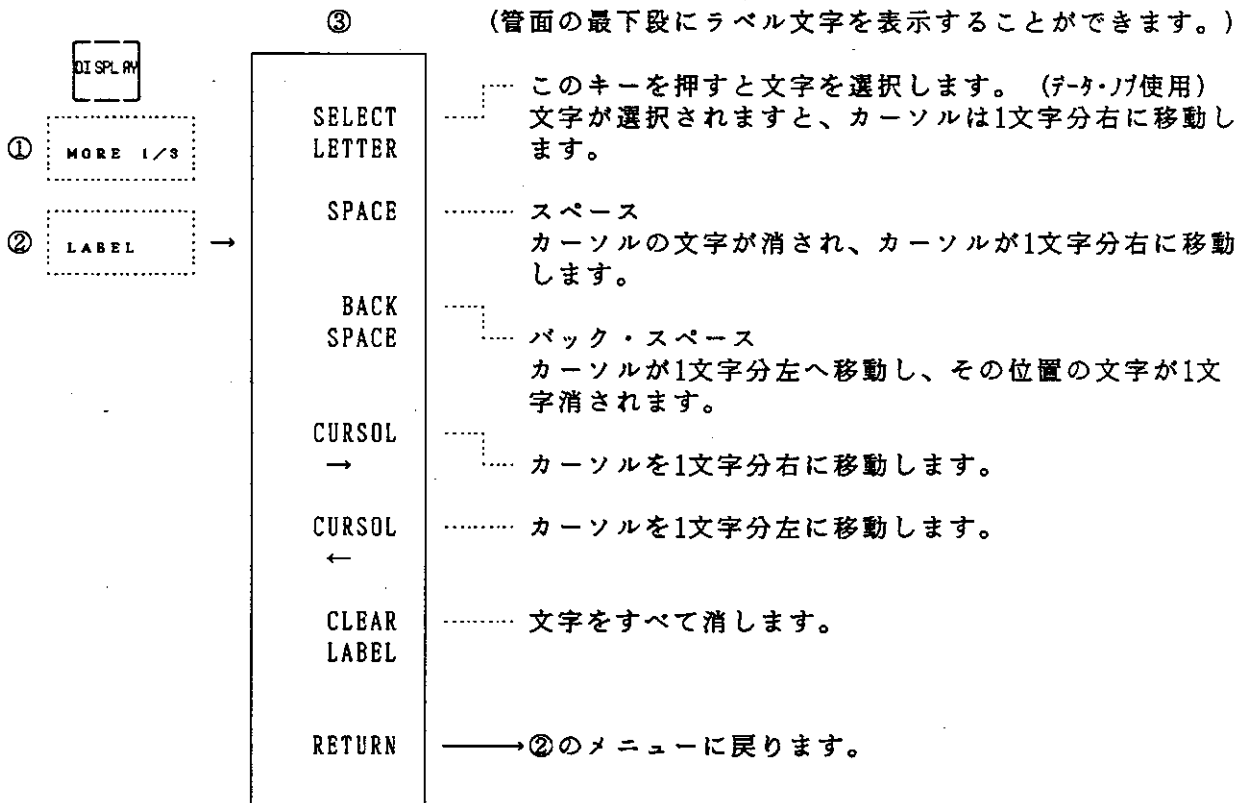 ③ (管面の最下段にラベル文字を表示することができます。)
DISPLAY
① MORE 1/3
② LABEL →
SELECT
LETTER
このキーを押すと文字を選択します。 (データ・ノブ使用)
文字が選択されますと、カーソルは1文字分右に移動し
ます。
SPACE
スペース
カーソルの文字が消され、カーソルが1文字分右に移動
します。
BACK
SPACE
バック・スペース
カーソルが1文字分左へ移動し、その位置の文字が1文
字消されます。
CURSOL
→
カーソルを1文字分右に移動します。
CURSOL
←
カーソルを1文字分左に移動します。
CLEAR
LABEL
文字をすべて消します。
RETURN
→②のメニューに戻ります。